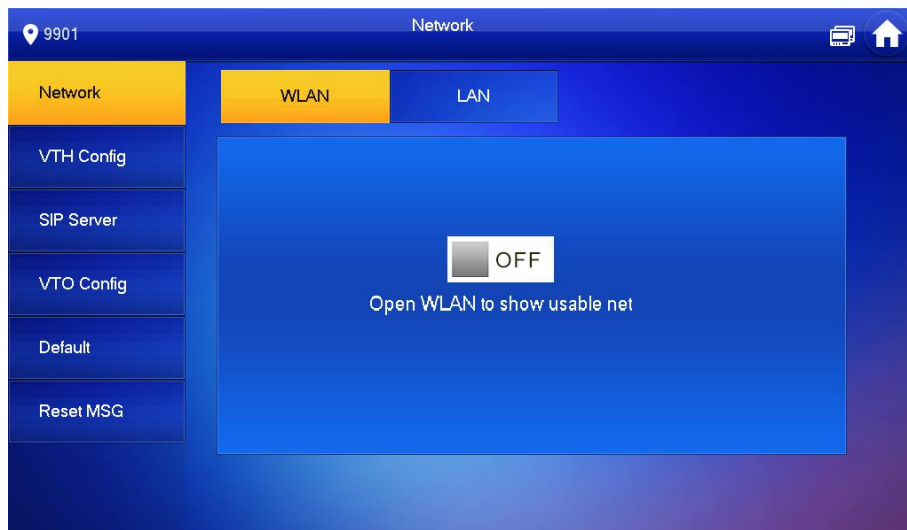 9901
Network
Network
WLAN
LAN
VTH Config
SIP Server
VTO Config
Default
Reset MSG
OFF
Open WLAN to show usable net